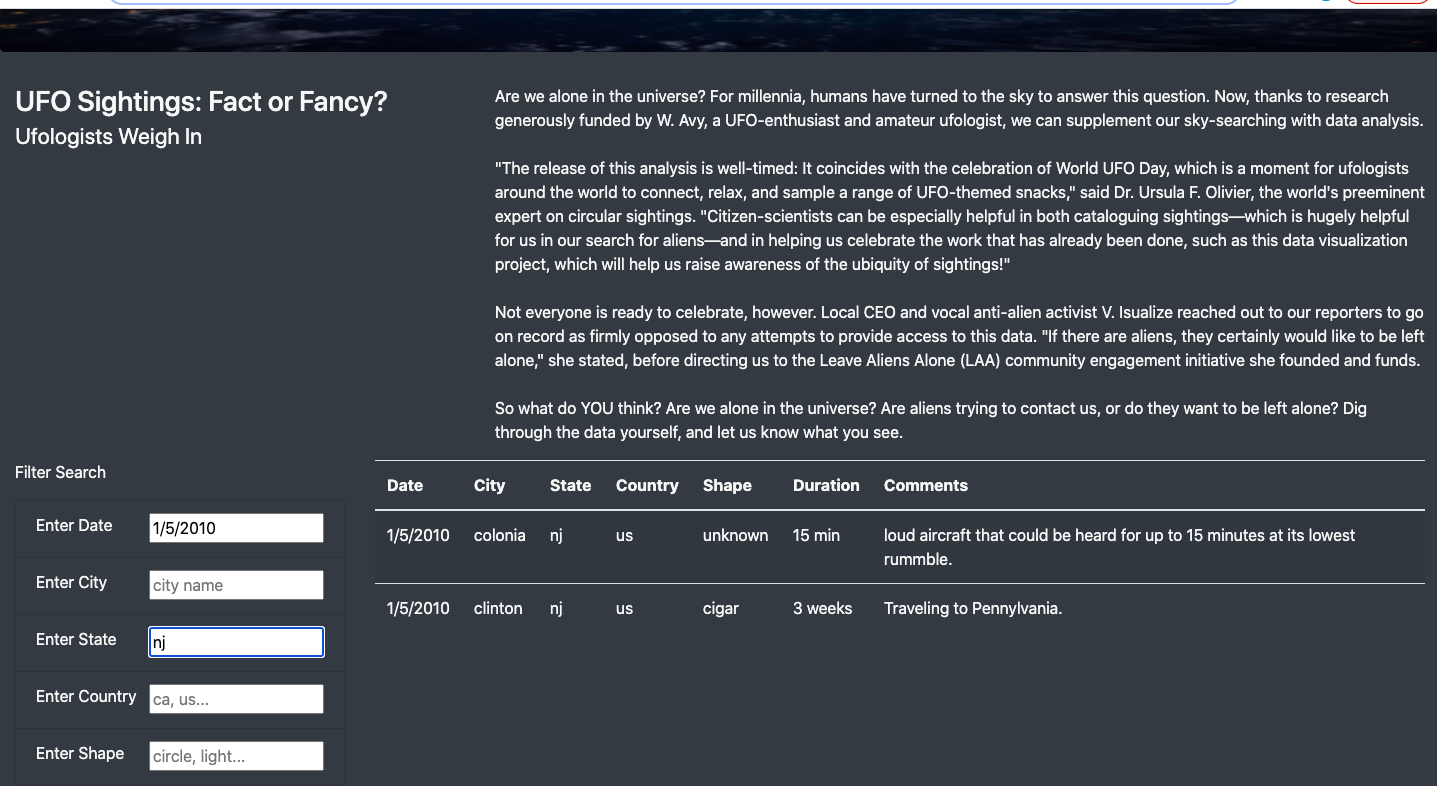 UFO Sightings: Fact or Fancy?
Ufologists Weigh In
Are we alone in the universe? For millennia, humans have turned to the sky to answer this question. Now, thanks to research
generously funded by W. Avy, a UFO-enthusiast and amateur ufologist, we can supplement our sky-searching with data analysis.
"The release of this analysis is well-timed: It coincides with the celebration of World UFO Day, which is a moment for ufologists
around the world to connect, relax, and sample a range of UFO-themed snacks," said Dr. Ursula F. Olivier, the world's preeminent
expert on circular sightings. "Citizen-scientists can be especially helpful in both cataloguing sightings—which is hugely helpful
for us in our search for aliens—and in helping us celebrate the work that has already been done, such as this data visualization
project, which will help us raise awareness of the ubiquity of sightings!"
Not everyone is ready to celebrate, however. Local CEO and vocal anti-alien activist V. Isualize reached out to our reporters to go
on record as firmly opposed to any attempts to provide access to this data. "If there are aliens, they certainly would like to be left
alone," she stated, before directing us to the Leave Aliens Alone (LAA) community engagement initiative she founded and funds.
So what do YOU think? Are we alone in the universe? Are aliens trying to contact us, or do they want to be left alone? Dig
through the data yourself, and let us know what you see.
Filter Search
Enter Date 1/5/2010
Enter City city name
Enter State nj
Enter Country ca, us...
Enter Shape circle, light...
Date City State Country Shape Duration Comments
1/5/2010 colonia nj us unknown 15 min loud aircraft that could be heard for up to 15 minutes at its lowest
rummble.
1/5/2010 clinton nj us cigar 3 weeks Traveling to Pennylvania.